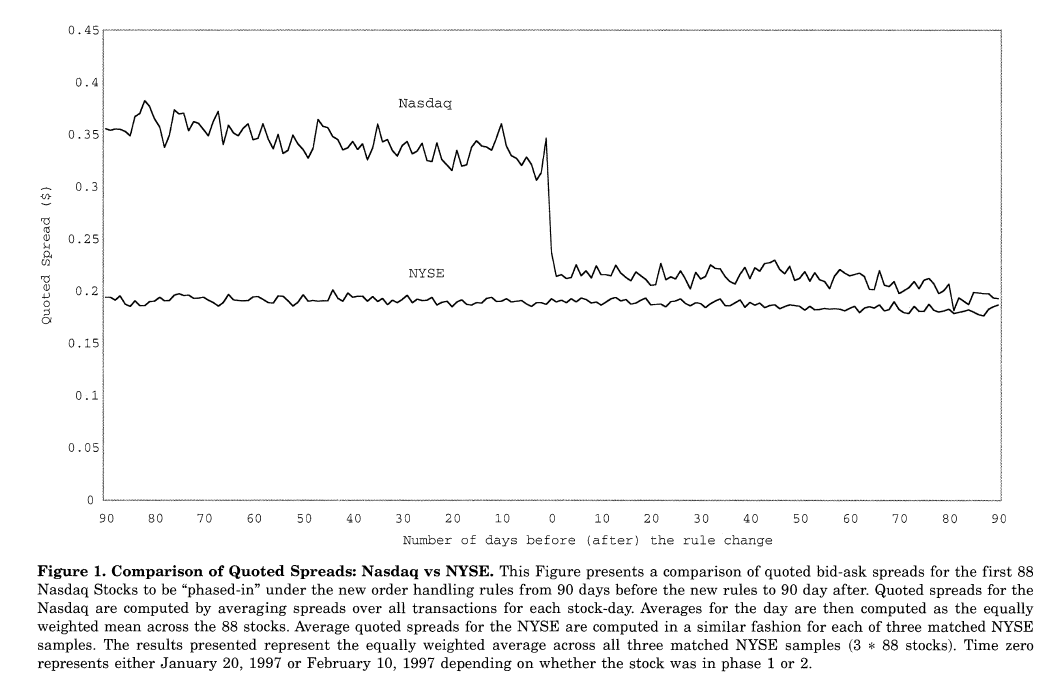 0.45
0.4
Nasdaq
0.35
0.3
Quoted Spread ($)
0.25
NYSE
0.2
0.15
0.1
0.05
0
90 80 70 60 50 40 30 20 10 0 10 20 30 40 50 60 70 80 90
Number of days before (after) the rule change
Figure 1. Comparison of Quoted Spreads: Nasdaq vs NYSE. This Figure presents a comparison of quoted bid-ask spreads for the first 88
Nasdaq Stocks to be “phased-in” under the new order handling rules from 90 days before the new rules to 90 day after. Quoted spreads for the
Nasdaq are computed by averaging spreads over all transactions for each stock-day. Averages for the day are then computed as the equally
weighted mean across the 88 stocks. Average quoted spreads for the NYSE are computed in a similar fashion for each of three matched NYSE
samples. The results presented represent the equally weighted average across all three matched NYSE samples (3 * 88 stocks). Time zero
represents either January 20, 1997 or February 10, 1997 depending on whether the stock was in phase 1 or 2.